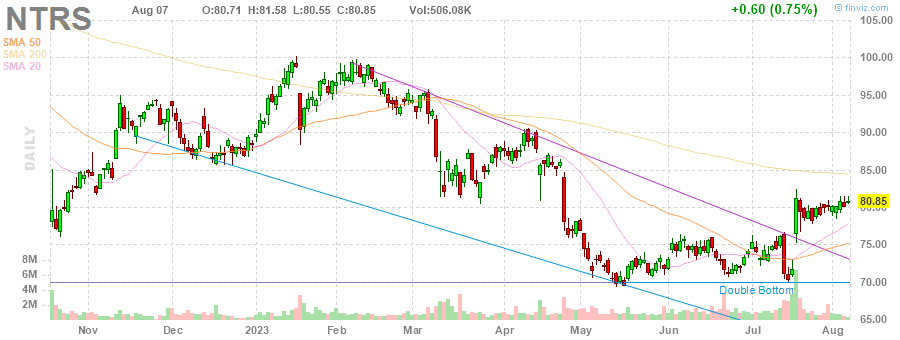 NTRS
Aug 07 O:80.71 H:81.58 L:80.55 C:80.85 Vol:506.08K +0.60 (0.75%)
© finviz.com
SMA 50
SMA 200
SMA 20
DAILY
105.00
100.00
95.00
90.00
85.00
80.85
80.00
75.00
70.00
65.00
8M
6M
4M
2M
Double Bottom
Nov Dec 2023 Feb Mar Apr May Jun Jul Aug